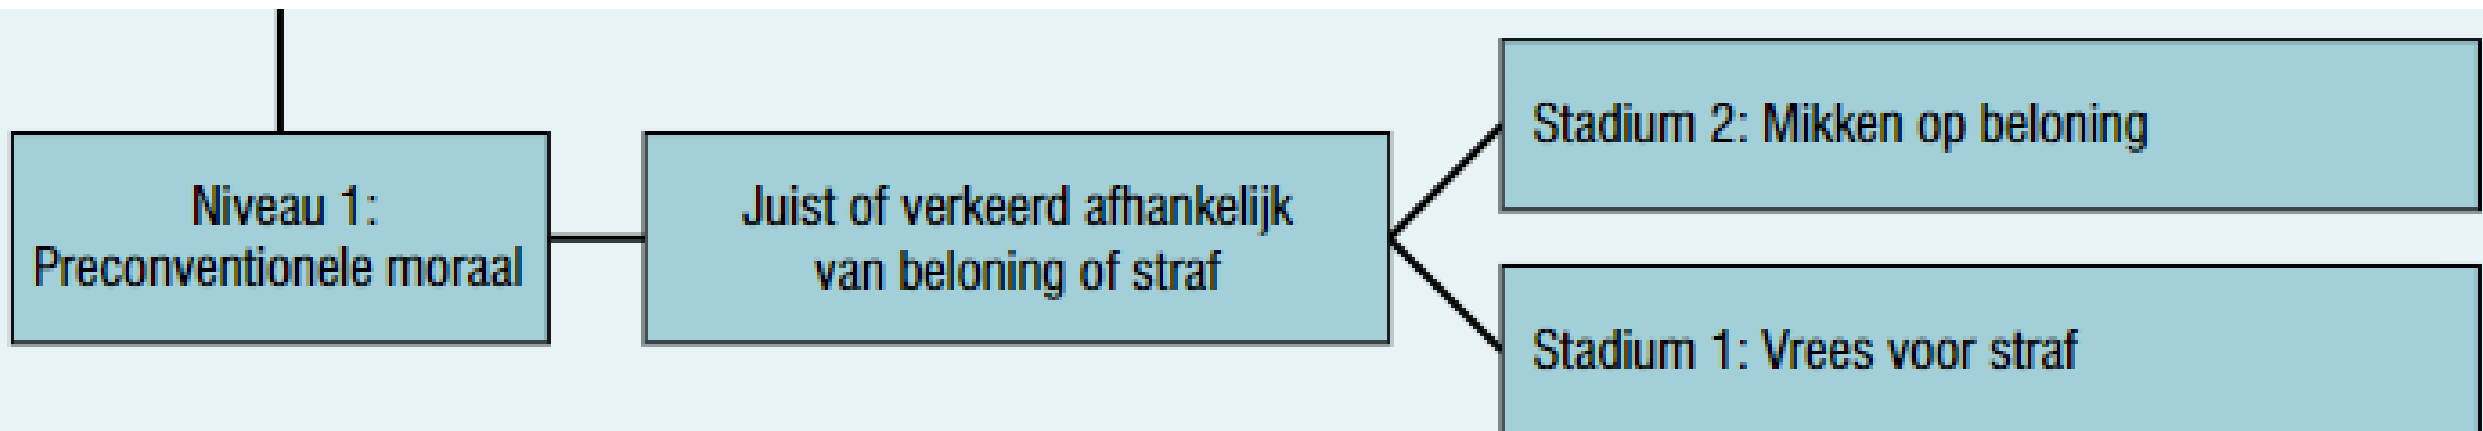 Niveau 1:
Preconventionele moraal
Juist of verkeerd afhankelijk
van beloning of straf
Stadium 2: Mikken op beloning
Stadium 1: Vrees voor straf